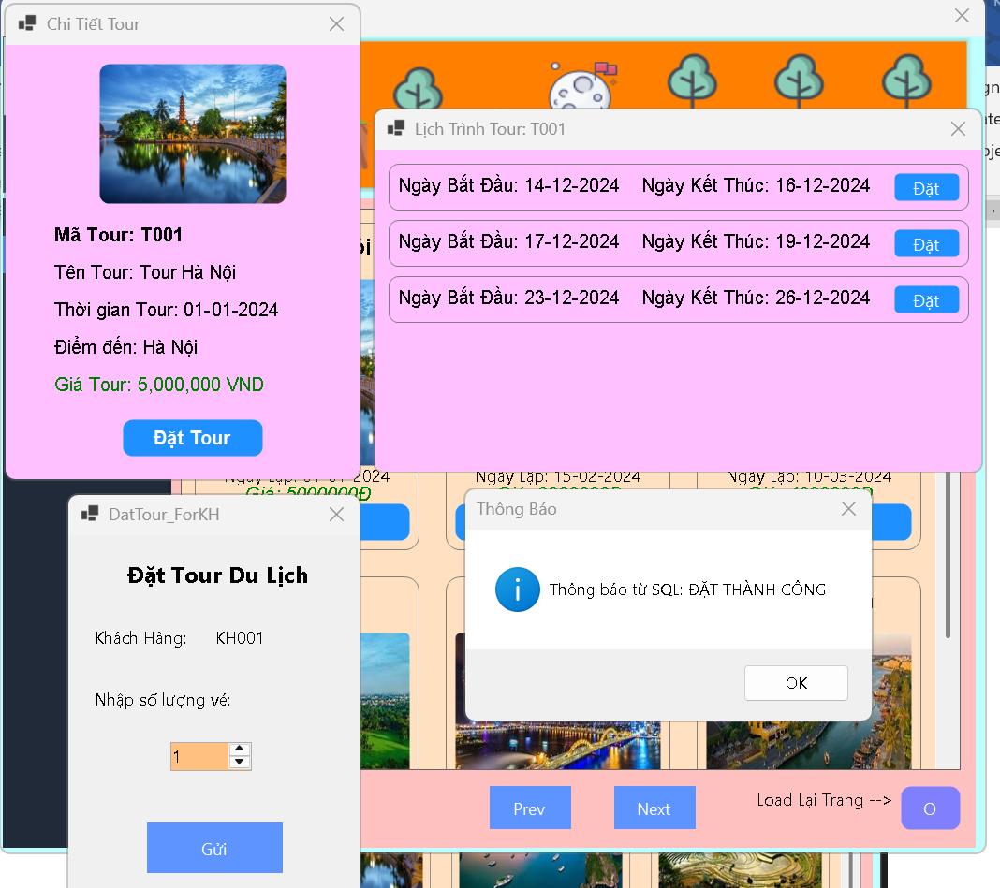 Chi Tiết Tour
Mã Tour: T001
Tên Tour: Tour Hà Nội
Thời gian Tour: 01-01-2024
Điểm đến: Hà Nội
Giá Tour: 5,000,000 VND
Đặt Tour
Lịch Trình Tour: T001
Ngày Bắt Đầu: 14-12-2024 Ngày Kết Thúc: 16-12-2024 Đặt
Ngày Bắt Đầu: 17-12-2024 Ngày Kết Thúc: 19-12-2024 Đặt
Ngày Bắt Đầu: 23-12-2024 Ngày Kết Thúc: 26-12-2024 Đặt
Ngày Lập: 01-01-2024 Ngày Lập: 15-02-2024 Ngày Lập: 10-03-2024
Giá: 5000000Đ
DatTour_ForKH
Đặt Tour Du Lịch
Khách Hàng: KH001
Nhập số lượng vé:
1
Gửi
Thông Báo
Thông báo từ SQL: ĐẶT THÀNH CÔNG
OK
Prev Next Load Lại Trang --> O